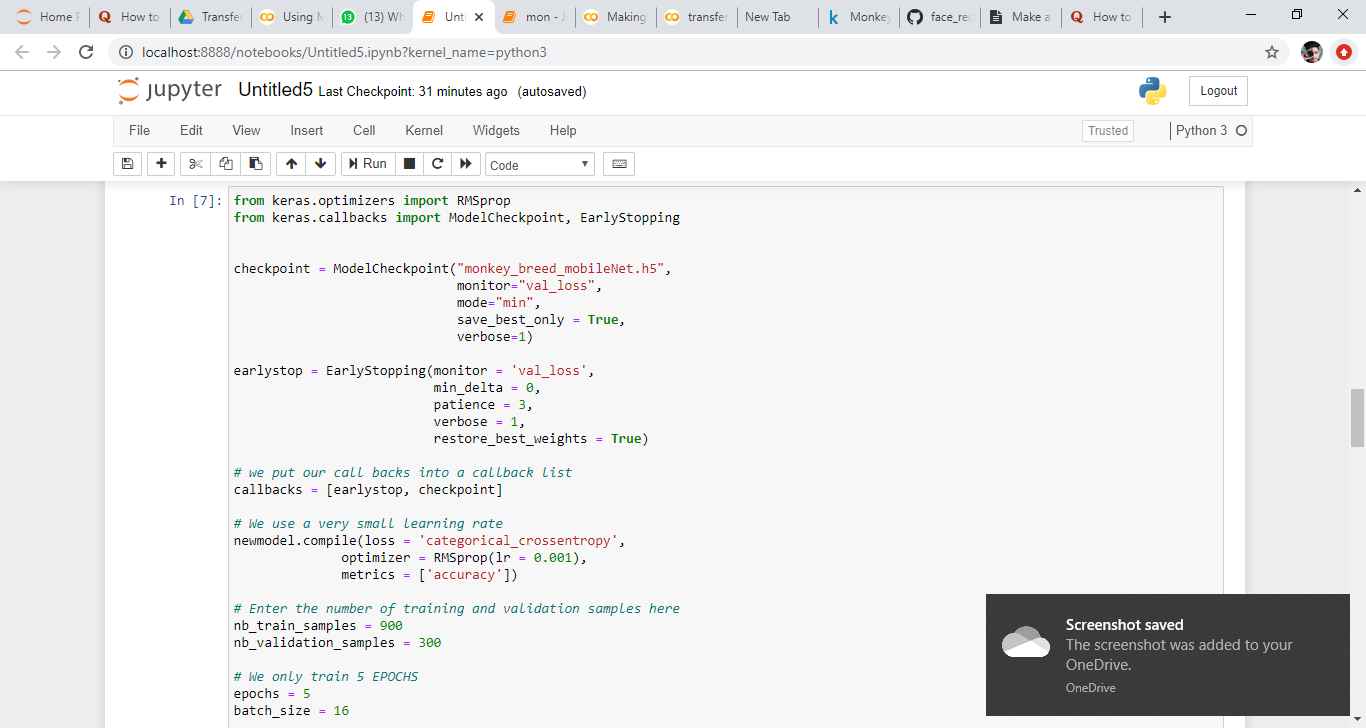 Home P
How to
Transfer
Using M
(13) Wh
Unti
mon - J
Making
transfer
New Tab
Monkey
face_rec
Make a
How to
localhost:8888/notebooks/Untitled5.ipynb?kernel_name=python3
jupyter Untitled5 Last Checkpoint: 31 minutes ago (autosaved)
Logout
File Edit View Insert Cell Kernel Widgets Help
Trusted
Python 3
Run
Code
In [7]: from keras.optimizers import RMSprop
from keras.callbacks import ModelCheckpoint, EarlyStopping
checkpoint = ModelCheckpoint("monkey_breed_mobileNet.h5",
monitor="val_loss",
mode="min",
save_best_only = True,
verbose=1)
earlystop = EarlyStopping(monitor = 'val_loss',
min_delta = 0,
patience = 3,
verbose = 1,
restore_best_weights = True)
# we put our call backs into a callback list
callbacks = [earlystop, checkpoint]
# We use a very small learning rate
newmodel.compile(loss = 'categorical_crossentropy',
optimizer = RMSprop(lr = 0.001),
metrics = ['accuracy'])
# Enter the number of training and validation samples here
nb_train_samples = 900
nb_validation_samples = 300
# We only train 5 EPOCHS
epochs = 5
batch_size = 16
Screenshot saved
The screenshot was added to your
OneDrive.
OneDrive